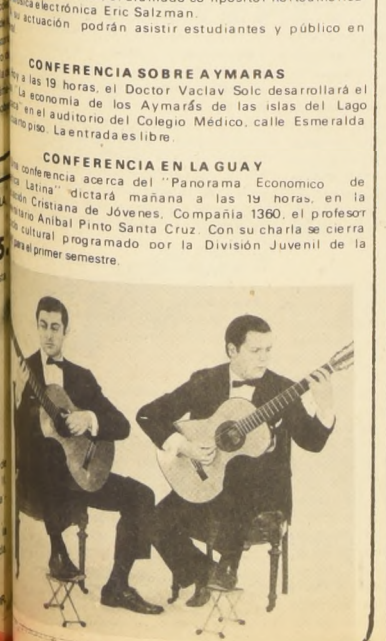 electrónica Eric Salzman.
su actuación podrán asistir estudiantes y público en
CONFERENCIA SOBRE AYMARAS
a las 19 horas, el Doctor Vaclav Solc desarrollará el
"La economía de los Aymarás de las islas del Lago
en el auditorio del Colegio Médico, calle Esmeralda
piso. La entrada es libre.
CONFERENCIA EN LA GUAY
conferencia acerca del "Panorama Economico de
Latina" dictará mañana a las 19 horas, en la
Cristiana de Jóvenes, Compañía 1360, el profesor
Aníbal Pinto Santa Cruz. Con su charla se cierra
cultural programado por la División Juvenil de la
para el primer semestre.